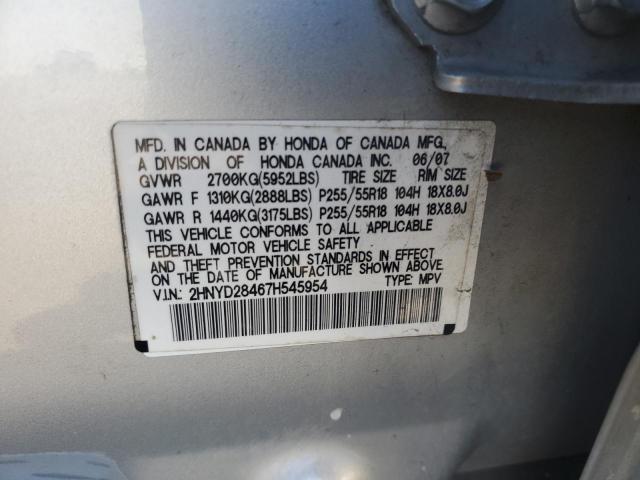 MFD. IN CANADA BY HONDA OF CANADA MFG.,
A DIVISION OF HONDA CANADA INC. 06/07
GVWR 2700KG(5952LBS) TIRE SIZE RIM SIZE
GAWR F 1310KG(2888LBS) P255/55R18 104H 18X8.0J
GAWR R 1440KG(3175LBS) P255/55R18 104H 18X8.0J
THIS VEHICLE CONFORMS TO ALL APPLICABLE
FEDERAL MOTOR VEHICLE SAFETY
AND THEFT PREVENTION STANDARDS IN EFFECT
ON THE DATE OF MANUFACTURE SHOWN ABOVE.
V.I.N.: 2HNYD28467H545954 TYPE: MPV